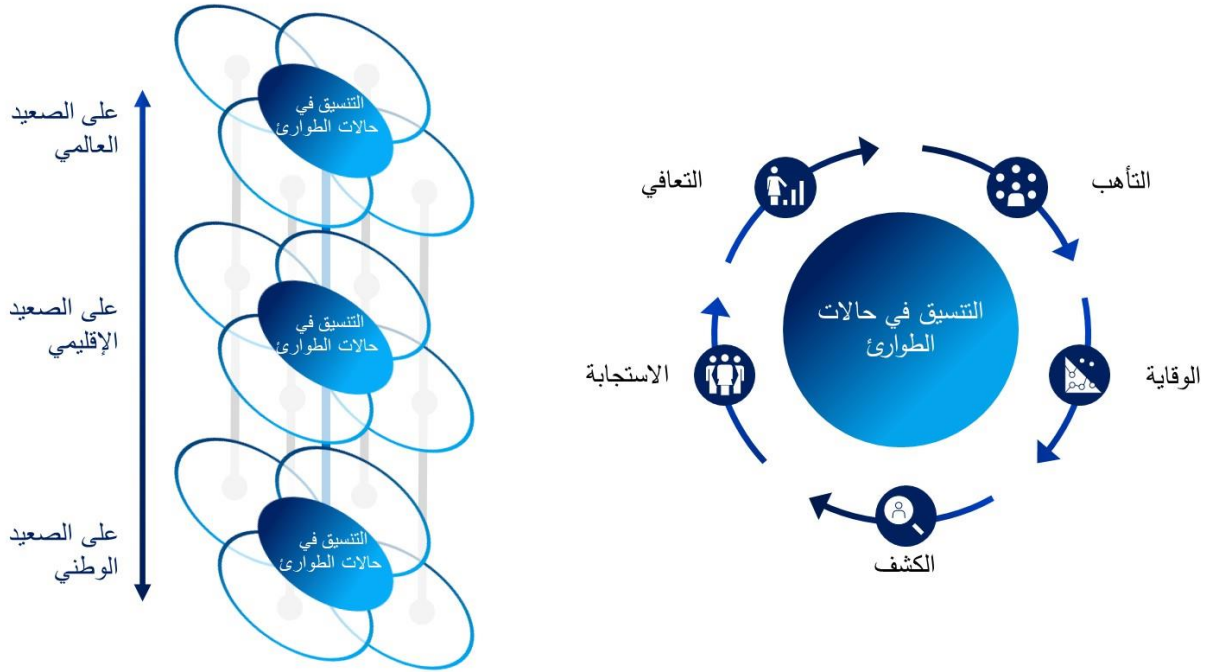 على الصعيد
العالمي
التنسيق في
حالات الطوارئ
على الصعيد
الإقليمي
التنسيق في
حالات الطوارئ
على الصعيد
الوطني
التنسيق في
حالات الطوارئ
التأهب
الوقاية
الكشف
الاستجابة
التعافي
التنسيق في حالات
الطوارئ